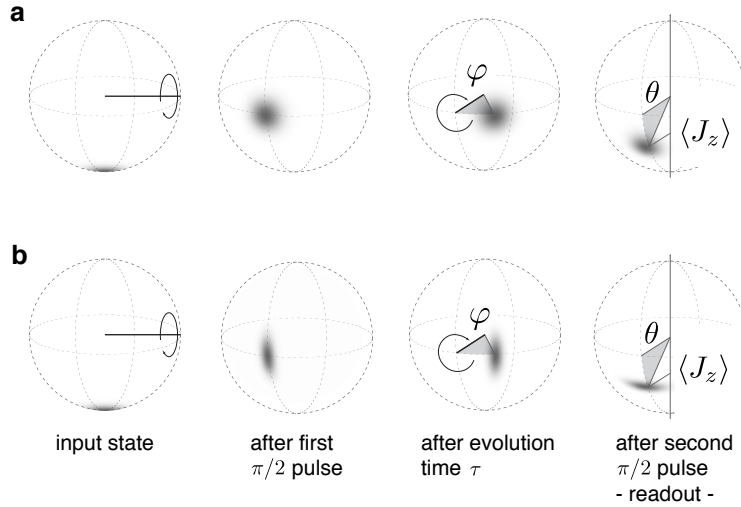 a
φ
θ
⟨J_z⟩
b
φ
θ
⟨J_z⟩
input state
after first
π/2 pulse
after evolution
time τ
after second
π/2 pulse
- readout -